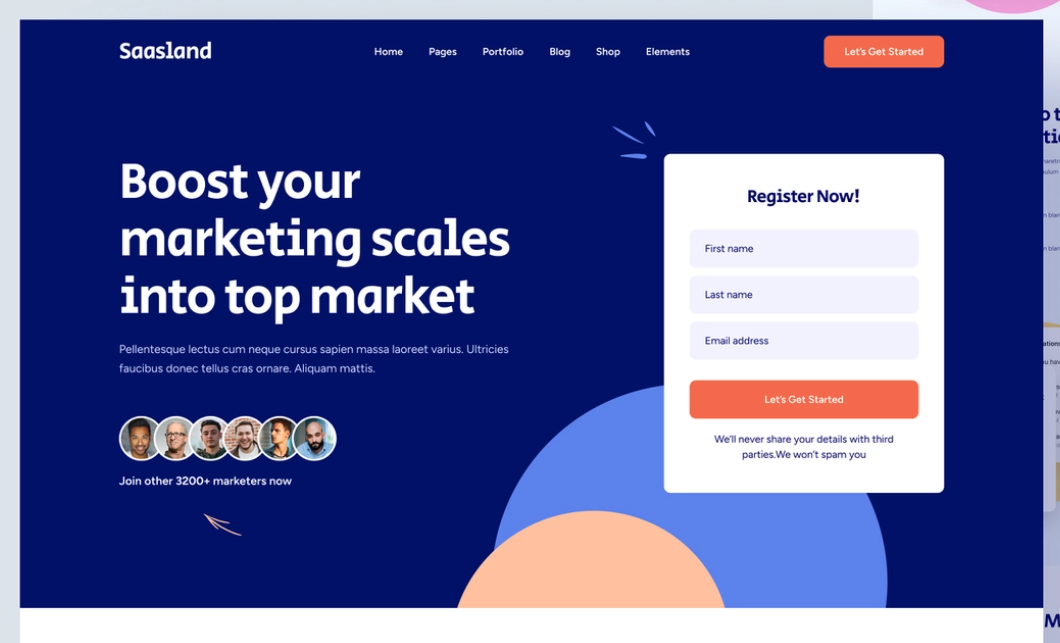 Saasland
Home Pages Portfolio Blog Shop Elements
Let's Get Started
Boost your
marketing scales
into top market
Pellentesque lectus cum neque cursus sapien massa laoreet varius. Ultricies
faucibus donec tellus cras ornare. Aliquam mattis.
Join other 3200+ marketers now
Register Now!
First name
Last name
Email address
Let's Get Started
We'll never share your details with third
parties.We won't spam you